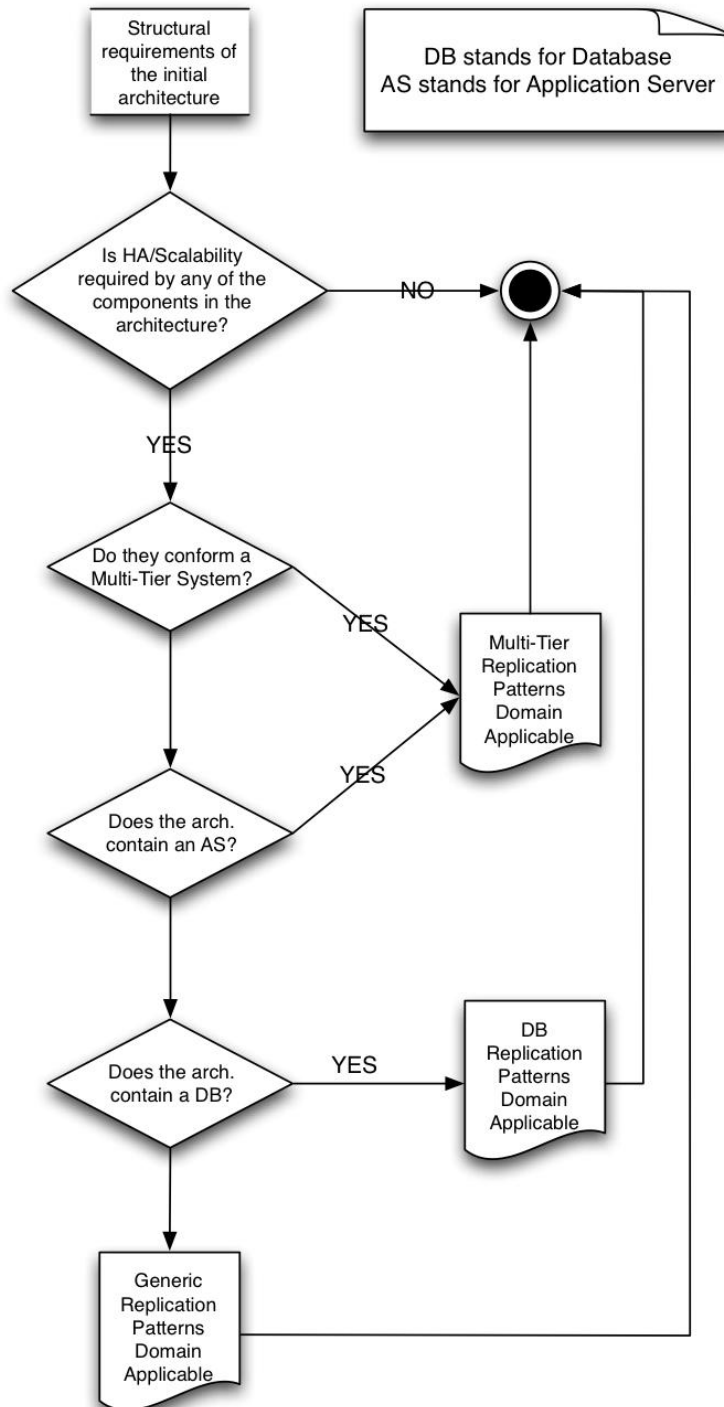 Structural
requirements of
the initial
architecture
DB stands for Database
AS stands for Application Server
Is HA/Scalability
required by any of the
components in the
architecture?
NO
YES
Do they conform a
Multi-Tier System?
YES
Multi-Tier
Replication
Patterns
Domain
Applicable
YES
Does the arch.
contain an AS?
Does the arch.
contain a DB?
YES
DB
Replication
Patterns
Domain
Applicable
Generic
Replication
Patterns
Domain
Applicable